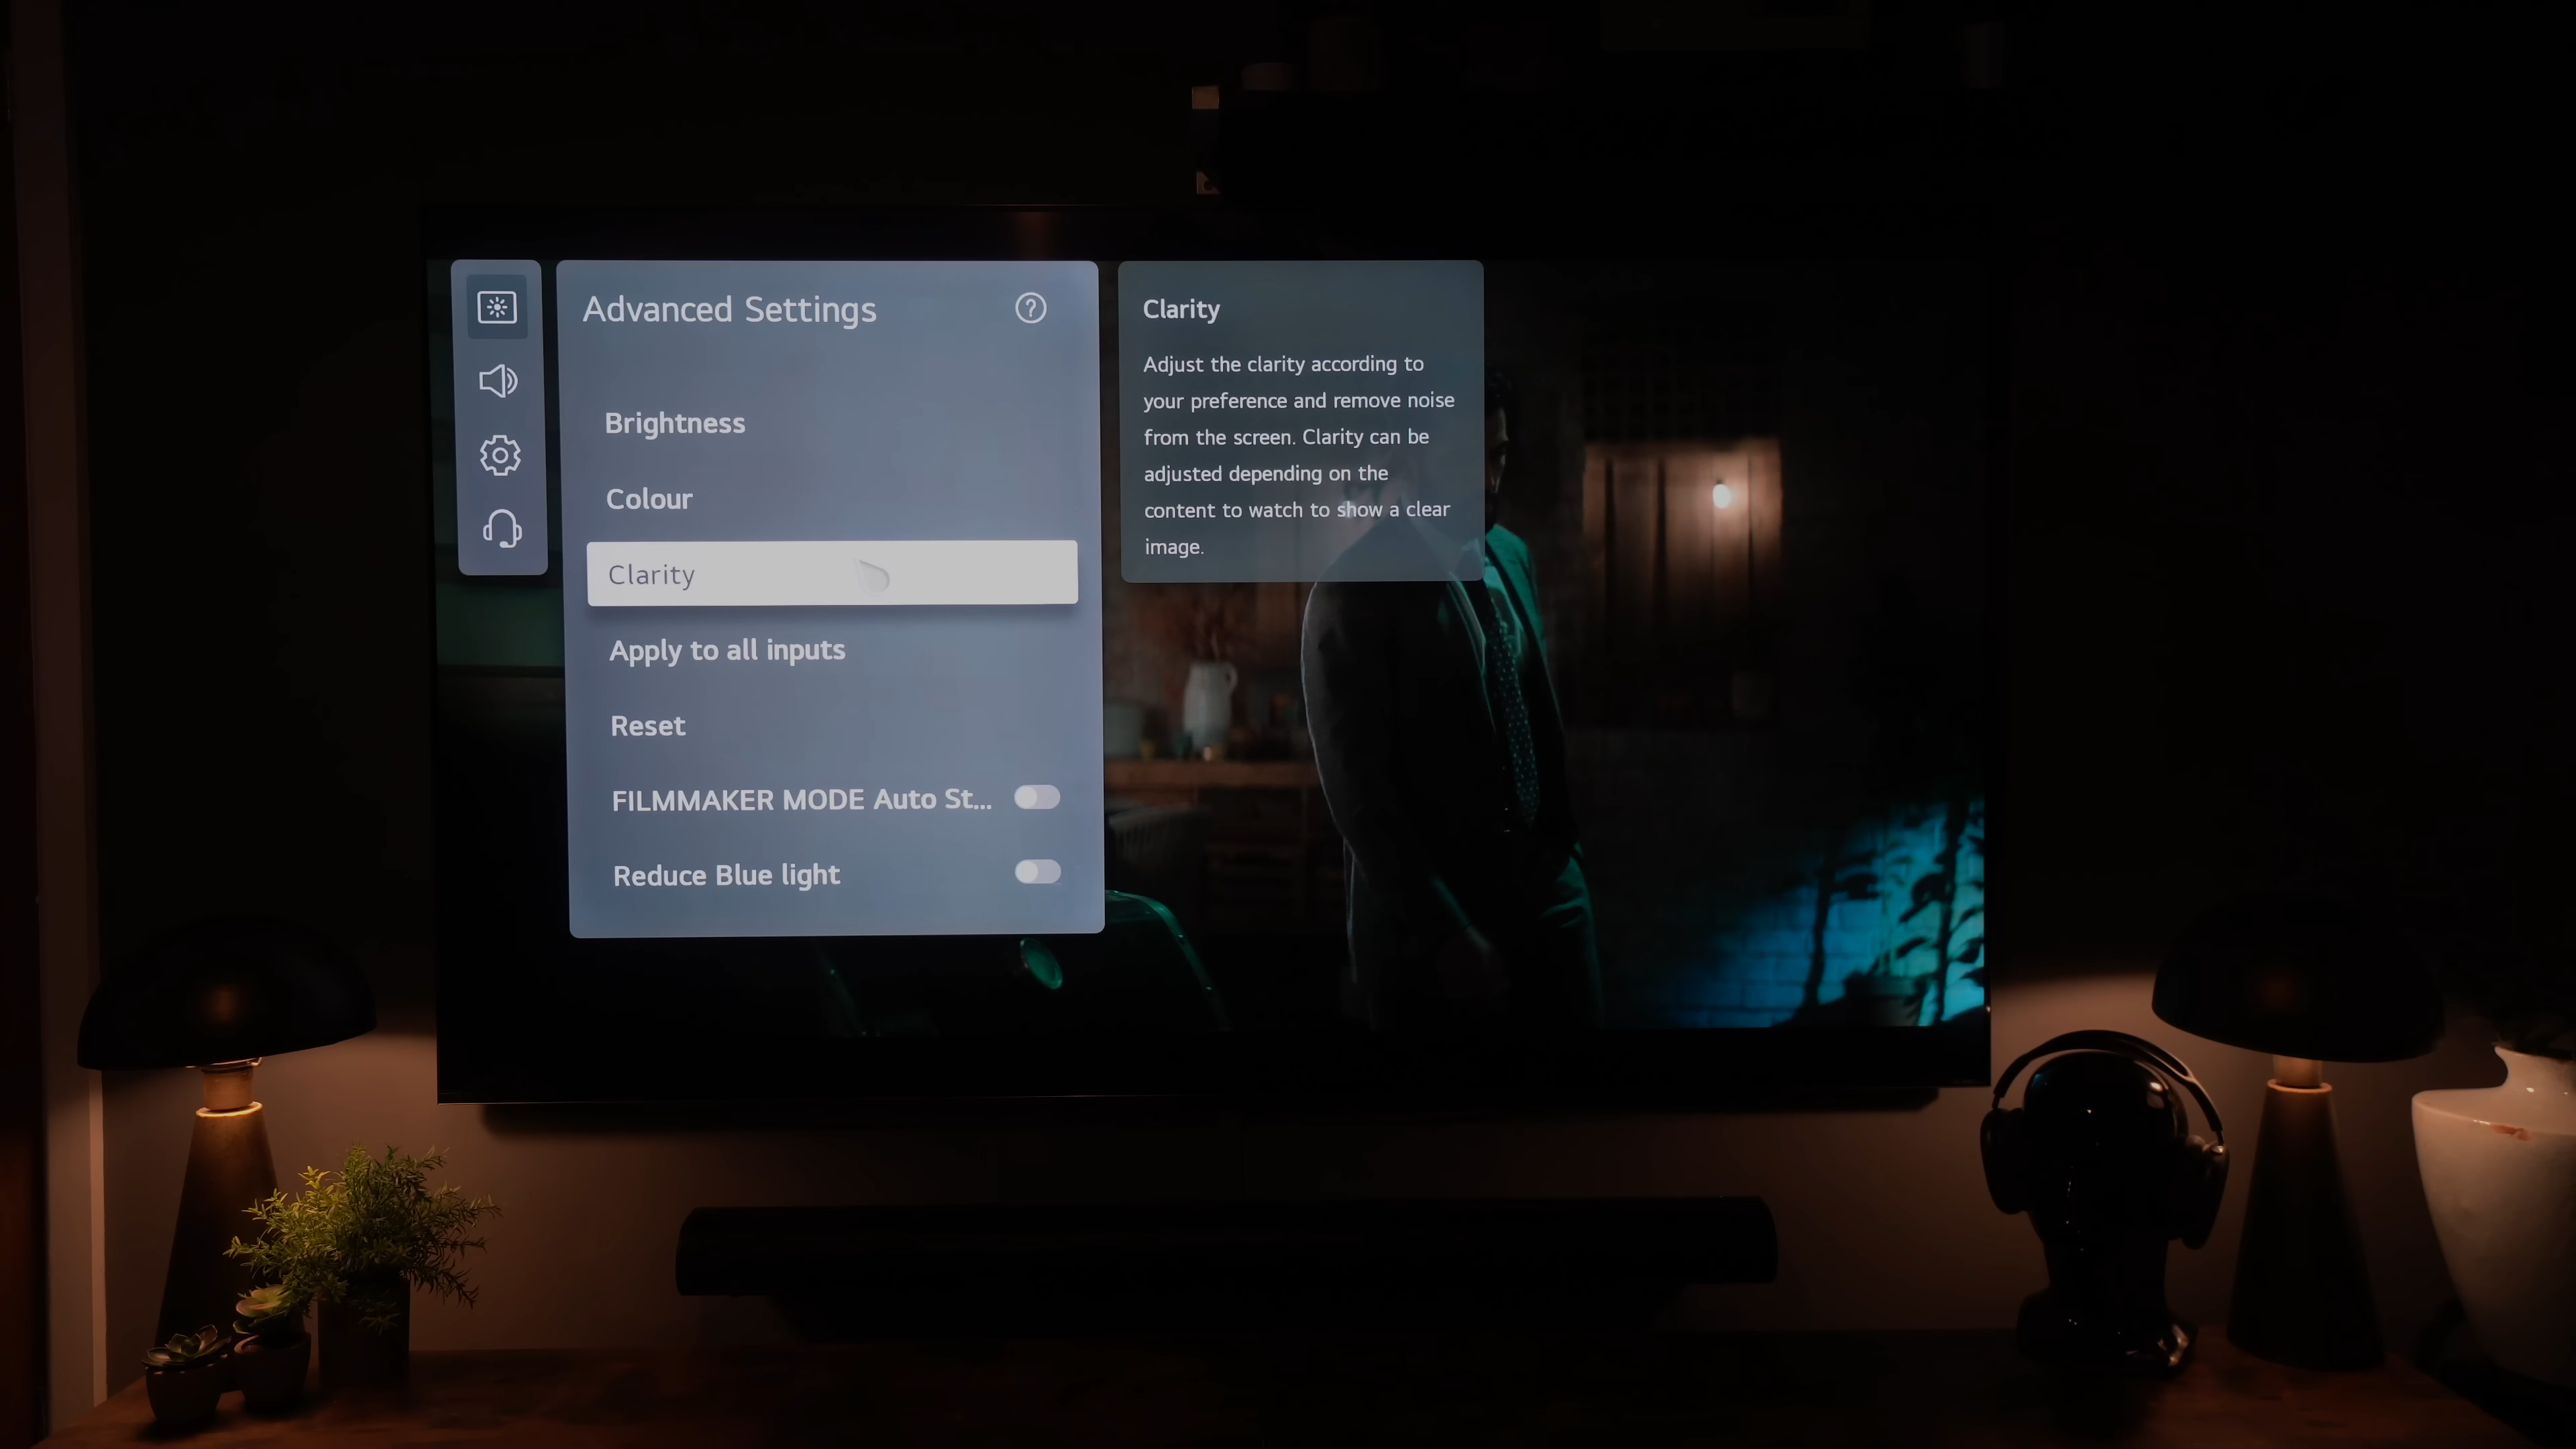 Advanced Settings
?
Brightness
Colour
Clarity
Apply to all inputs
Reset
FILMMAKER MODE Auto St...
Reduce Blue light
Clarity
Adjust the clarity according to
your preference and remove noise
from the screen. Clarity can be
adjusted depending on the
content to watch to show a clear
image.